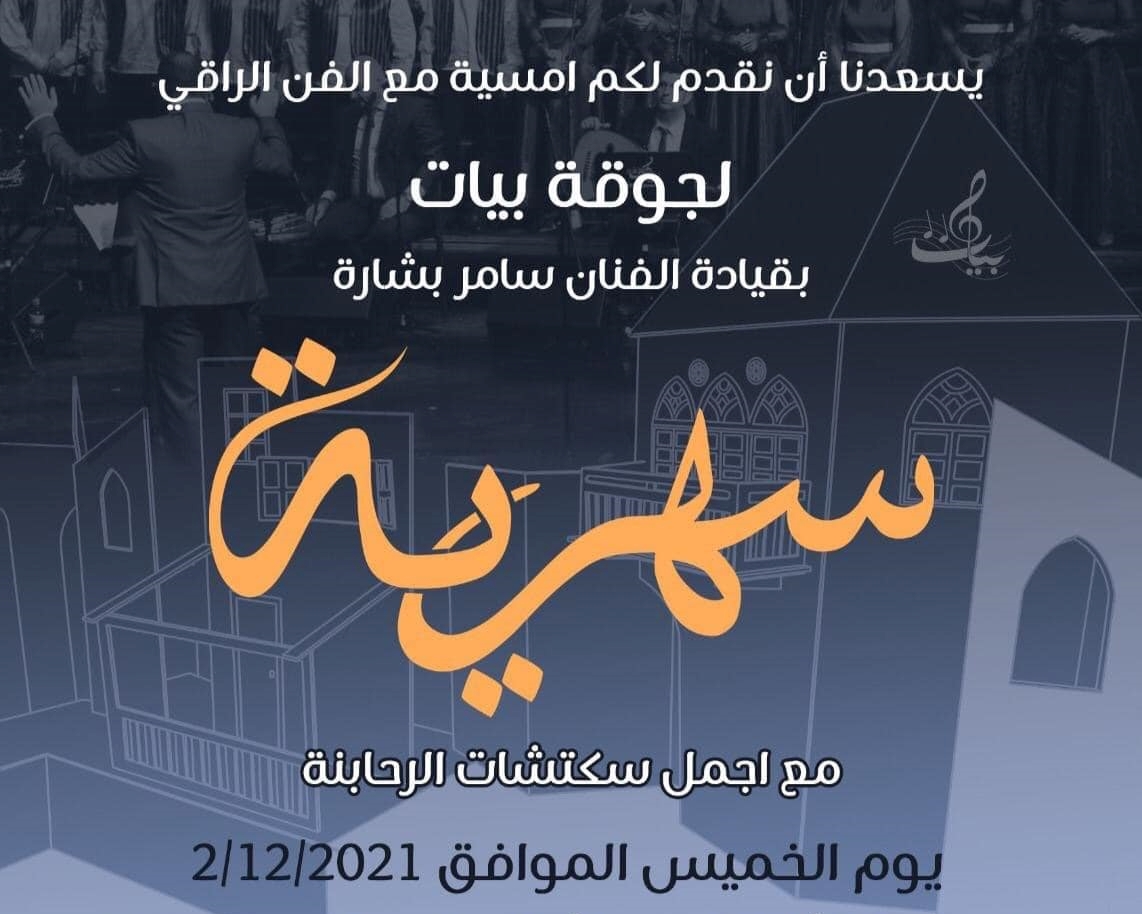 يسعدنا أن نقدم لكم امسية مع الفن الراقي
لجوقة بيات
بيات
بقيادة الفنان سامر بشارة
سهرية
مع اجمل سكتشات الرحابنة
يوم الخميس الموافق 2/12/2021